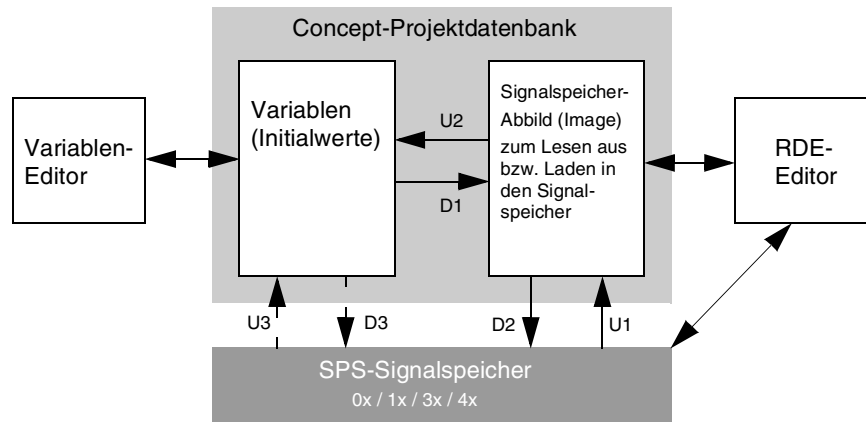 Concept-Projektdatenbank
Variablen-
Editor
Variablen
(Initialwerte)
U2
D1
Signalspeicher-
Abbild (Image)
zum Lesen aus
bzw. Laden in
den Signal-
speicher
RDE-
Editor
U3
D3
D2
U1
SPS-Signalspeicher
0x / 1x / 3x / 4x